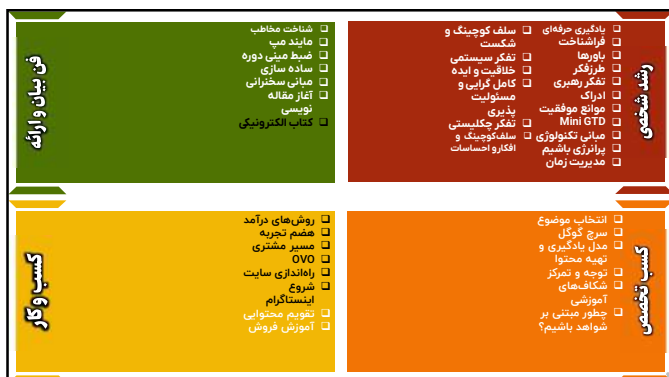 رشد شخصی
یادگیری حرفه‌ای
فراشناخت
باورها
طرزفکر
تفکر رهبری
ادراک
موانع موفقیت
Mini GTD
مبانی تکنولوژی
پرانرژی باشیم
مدیریت زمان
سلف کوچینگ و
شکست
تفکر سیستمی
خلاقیت و ایده
کامل گرایی و
مسئولیت
پذیری
تفکر چکلیستی
سلف‌کوچینگ و
افکار و احساسات
فن بیان و ارائه
شناخت مخاطب
مایند مپ
ضبط مینی دوره
ساده سازی
مبانی سخنرانی
آغاز مقاله
نویسی
کتاب الکترونیکی
کسب تخصصی
انتخاب موضوع
سرچ گوگل
مدل یادگیری و
تهیه محتوا
توجه و تمرکز
شکاف‌های
آموزشی
چطور مبتنی بر
شواهد باشیم؟
کسب و کار
روش‌های درآمد
هضم تجربه
مسیر مشتری
OVO
راه‌اندازی سایت
شروع
اینستاگرام
تقویم محتوایی
آموزش فروش